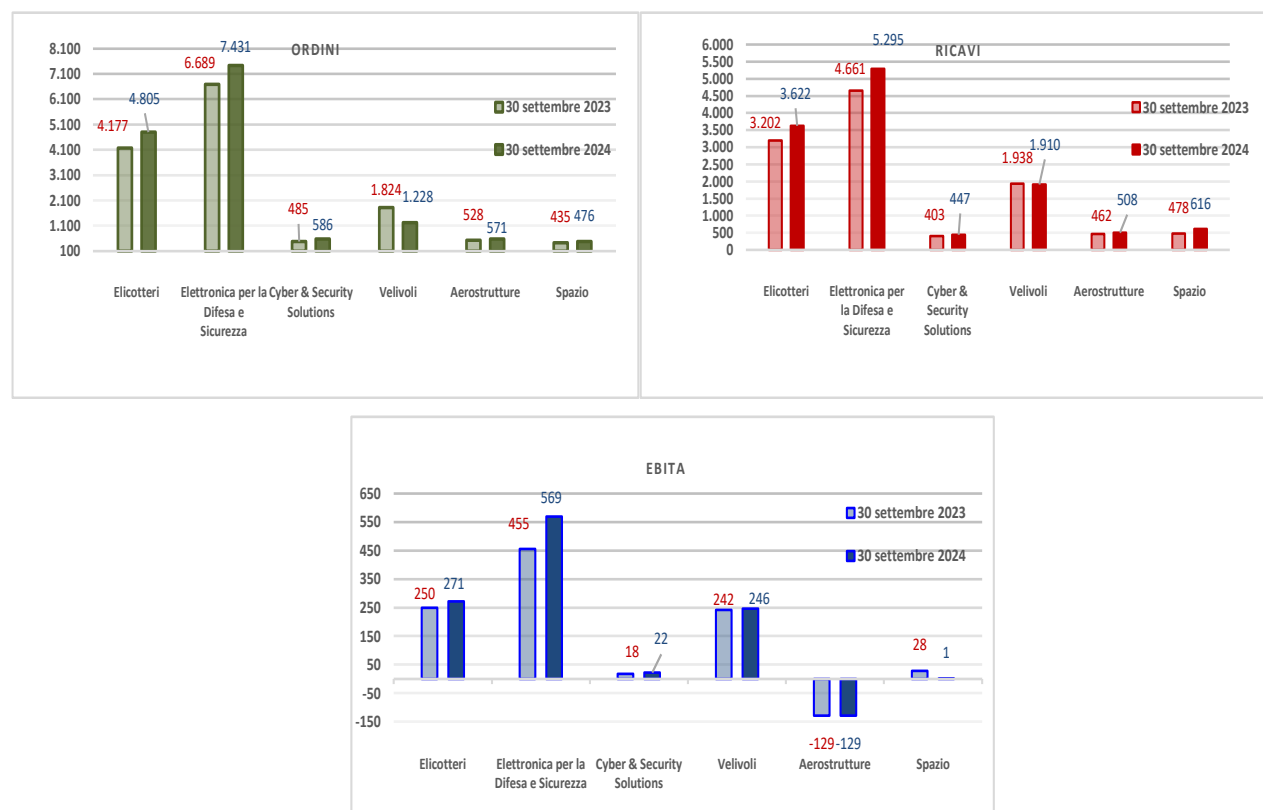 ORDINI
8.100
7.100
6.100
5.100
4.100
3.100
2.100
1.100
100
4.177
4.805
6.689
7.431
485
586
1.824
1.228
528
571
435
476
30 settembre 2023
30 settembre 2024
Elicotteri
Elettronica per la
Difesa e
Sicurezza
Cyber & Security
Solutions
Velivoli
Aerostrutture
Spazio
RICAVI
6.000
5.500
5.000
4.500
4.000
3.500
3.000
2.500
2.000
1.500
1.000
500
0
3.202
3.622
4.661
5.295
403
447
1.938
1.910
462
508
478
616
30 settembre 2023
30 settembre 2024
Elicotteri
Elettronica per
la Difesa e
Sicurezza
Cyber &
Security
Solutions
Velivoli
Aerostrutture
Spazio
EBITA
650
550
450
350
250
150
50
-50
-150
250
271
455
569
18
22
242
246
-129
-129
28
1
30 settembre 2023
30 settembre 2024
Elicotteri
Elettronica per la
Difesa e Sicurezza
Cyber & Security
Solutions
Velivoli
Aerostrutture
Spazio